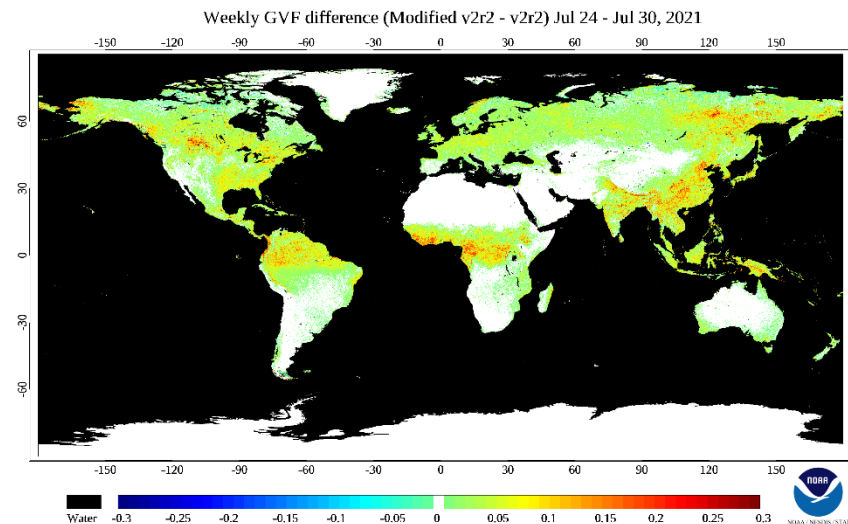 Weekly GVF difference (Modified v2r2 - v2r2) Jul 24 - Jul 30, 2021
-150 -120 -90 -60 -30 0 30 60 90 120 150
60
30
0
-30
-60
-150 -120 -90 -60 -30 0 30 60 90 120 150
Water -0.3 -0.25 -0.2 -0.15 -0.1 -0.05 0 0.05 0.1 0.15 0.2 0.25 0.3
NOAA
NOAA / NESDIS / STAR